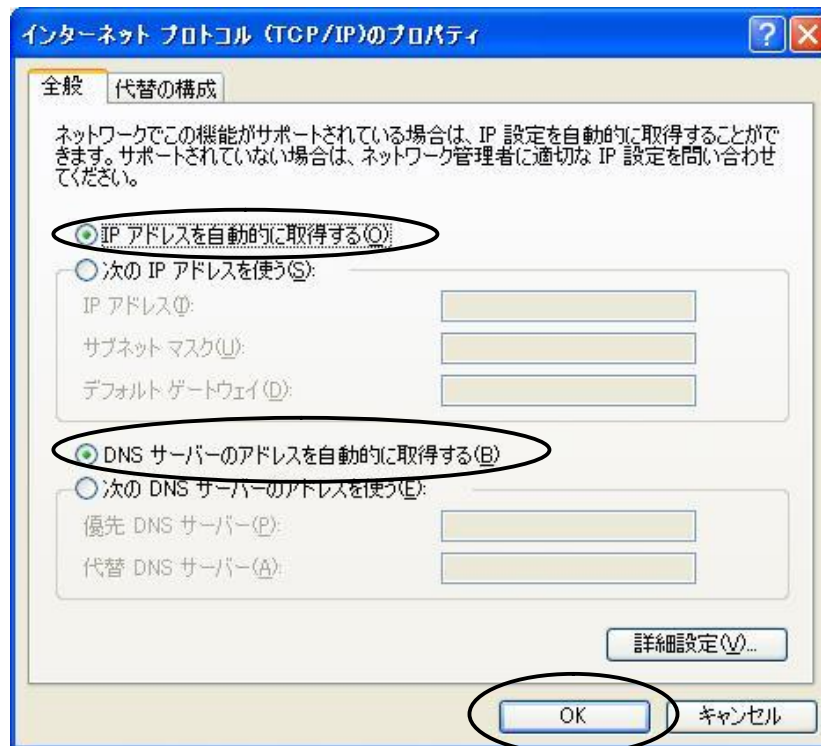 インターネット プロトコル (TCP/IP)のプロパティ
全般
代替の構成
ネットワークでこの機能がサポートされている場合は、IP 設定を自動的に取得することがで
きます。サポートされていない場合は、ネットワーク管理者に適切な IP 設定を問い合わせ
てください。
IP アドレスを自動的に取得する(O)
次の IP アドレスを使う(S):
IP アドレス(I):
サブネット マスク(U):
デフォルト ゲートウェイ(D):
DNS サーバーのアドレスを自動的に取得する(B)
次の DNS サーバーのアドレスを使う(E):
優先 DNS サーバー(P):
代替 DNS サーバー(A):
詳細設定(V)...
OK
キャンセル